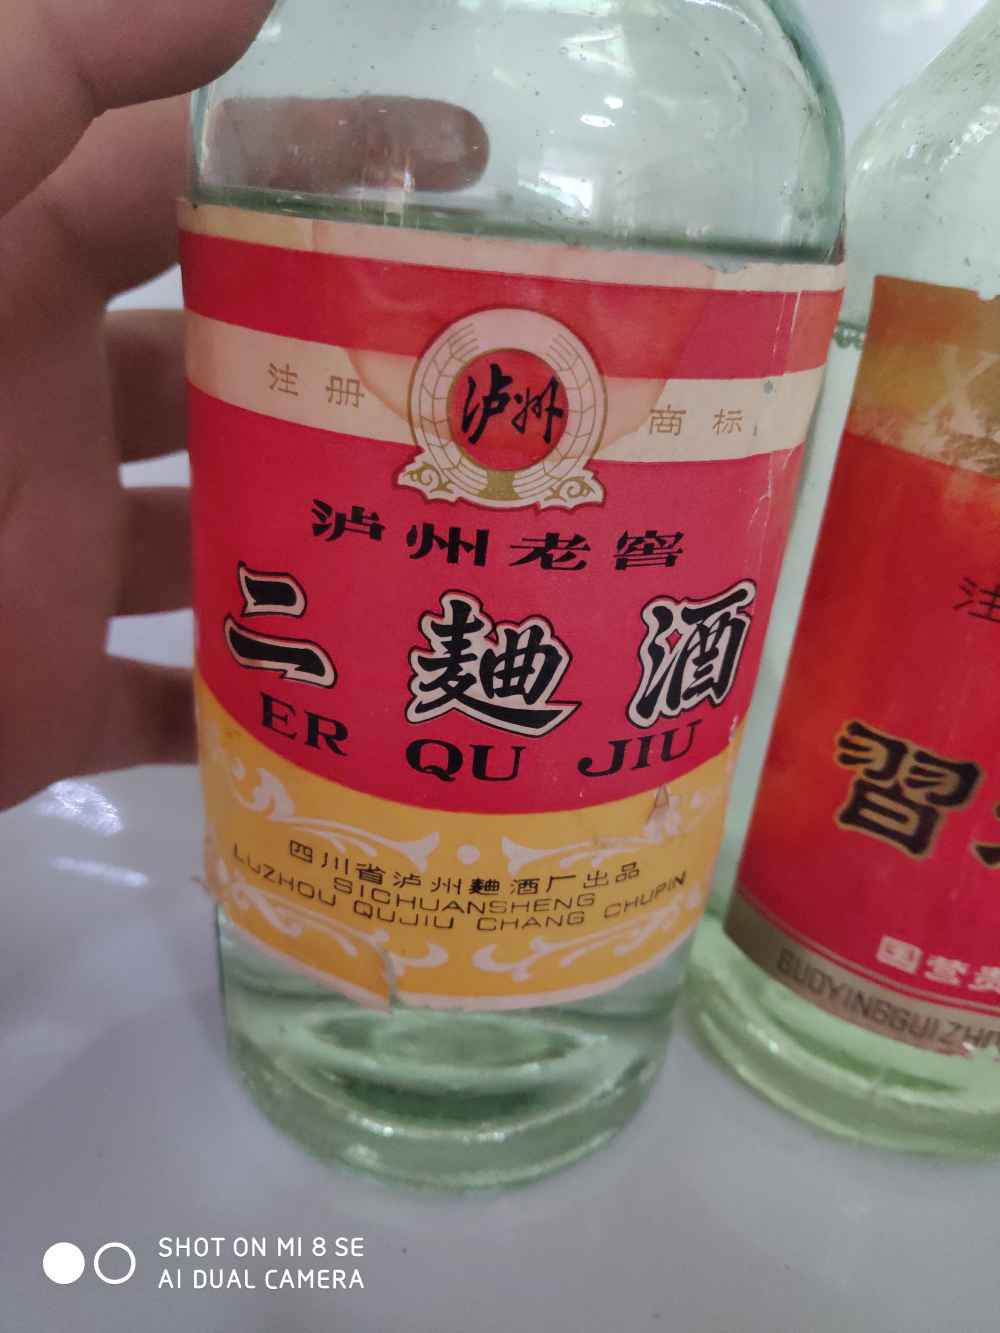 注册 商标
泸州
泸州老窖
二麯酒
ER QU JIU
四川省泸州麯酒厂出品
SICHUANSHENG
LUZHOU QUJIU CHANG CHUPIN
注
習
国营贵
SHOT ON MI 8 SE
AI DUAL CAMERA